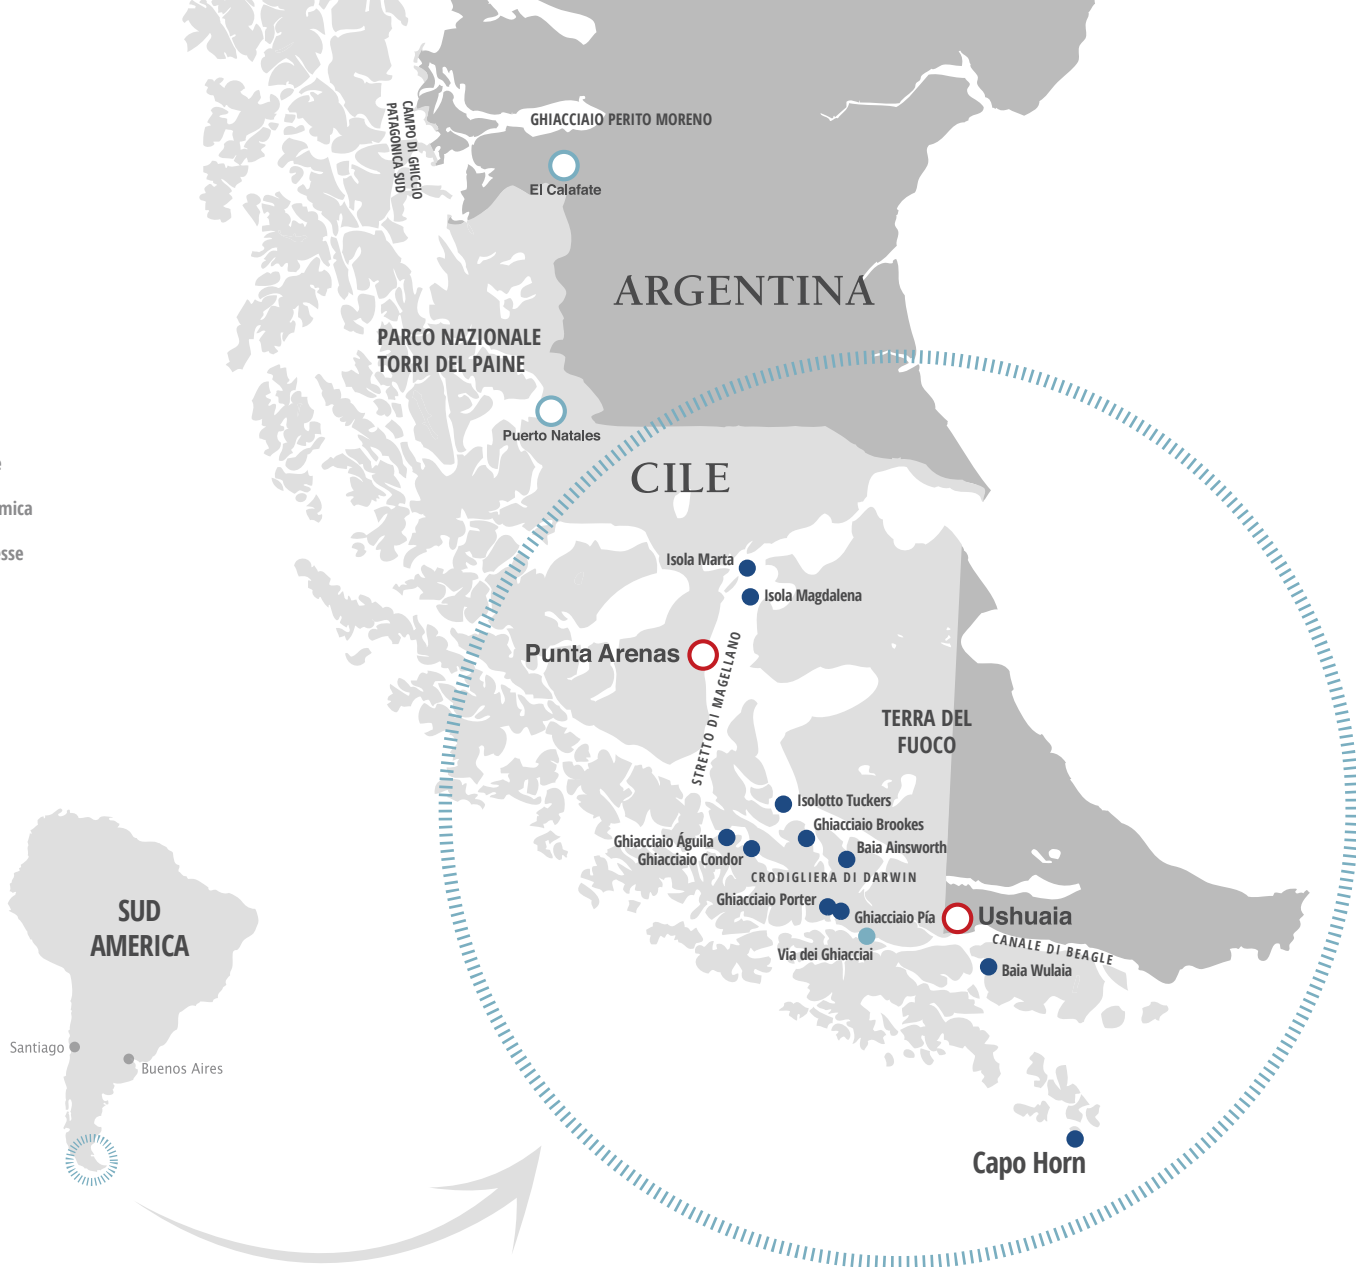 CAMPO DI GHICCIO
PATAGONICA SUD
GHIACCIAIO PERITO MORENO
El Calafate
ARGENTINA
PARCO NAZIONALE
TORRI DEL PAINE
Puerto Natales
CILE
Isola Marta
Isola Magdalena
Punta Arenas
STRETTO DI MAGELLANO
TERRA DEL
FUOCO
Isolotto Tuckers
Ghiacciaio Brookes
Ghiacciaio Águila
Baia Ainsworth
Ghiacciaio Condor
CRODIGLIERA DI DARWIN
Ghiacciaio Porter
Ghiacciaio Pía
Ushuaia
CANALE DI BEAGLE
Via dei Ghiacciai
Baia Wulaia
Capo Horn
SUD
AMERICA
Santiago
Buenos Aires